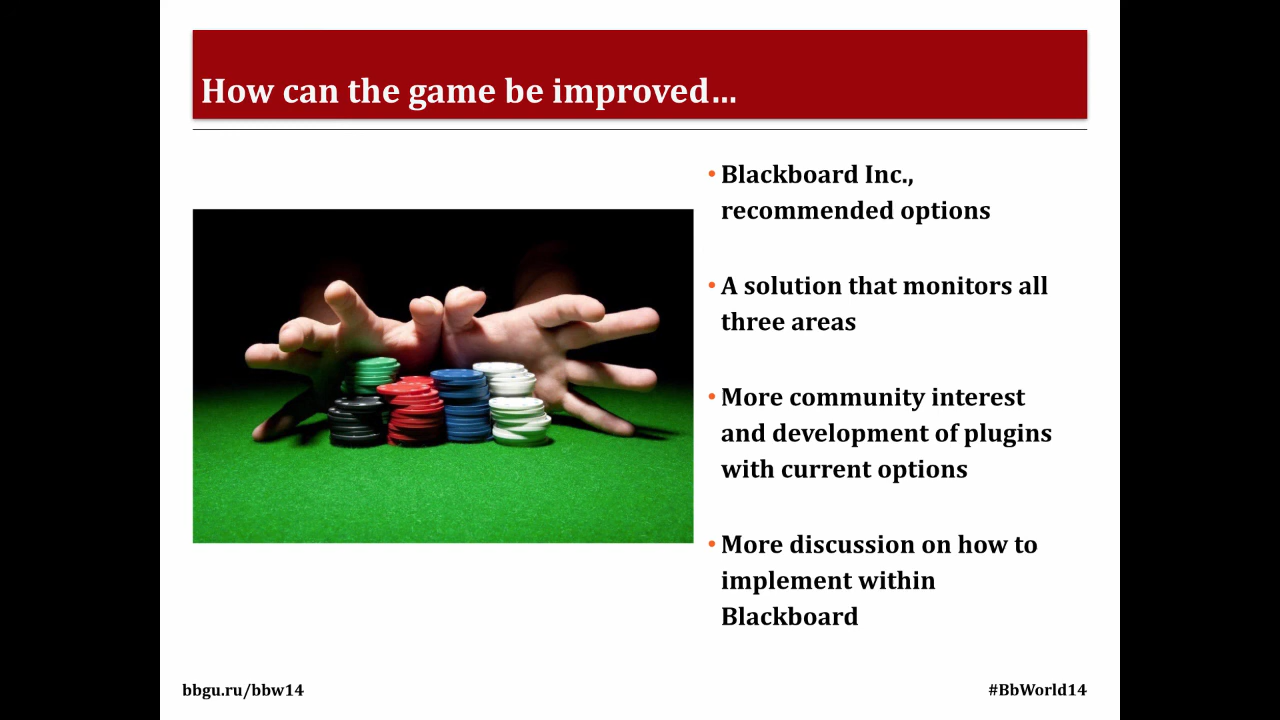 How can the game be improved…
• Blackboard Inc.,
recommended options
• A solution that monitors all
three areas
• More community interest
and development of plugins
with current options
• More discussion on how to
implement within
Blackboard
bbgu.ru/bbw14
#BbWorld14